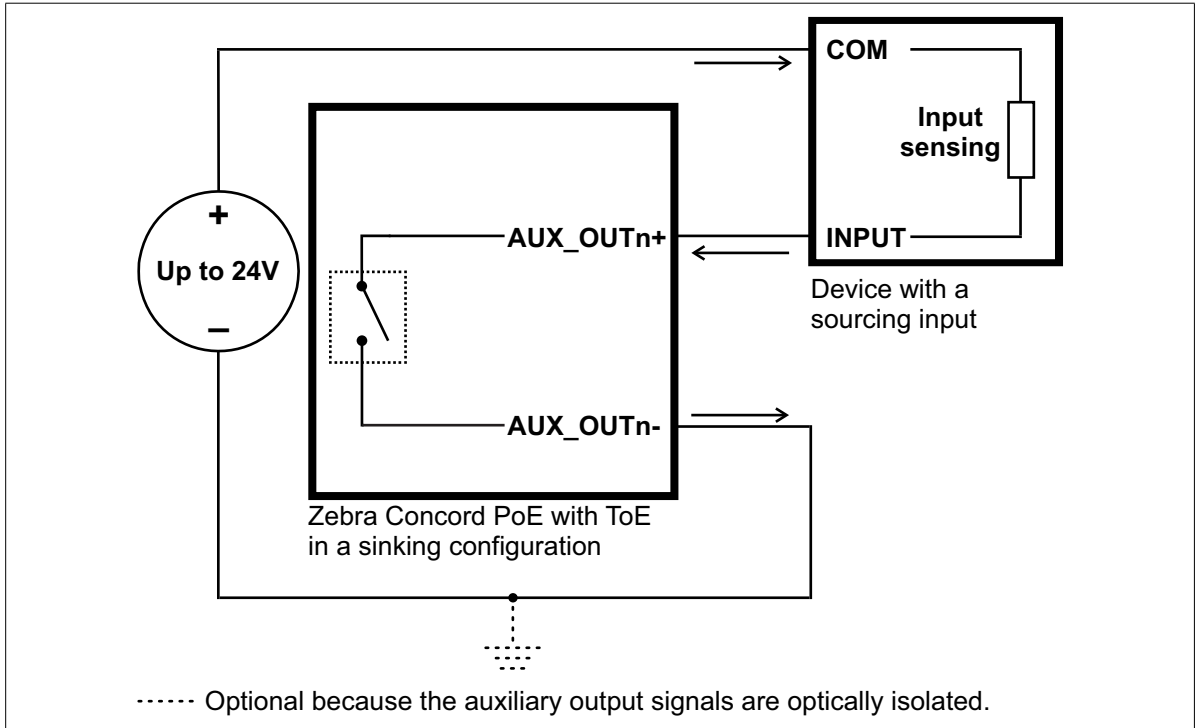 COM
Input
sensing
+
Up to 24V
–
AUX_OUTn+
INPUT
Device with a
sourcing input
AUX_OUTn-
Zebra Concord PoE with ToE
in a sinking configuration
Optional because the auxiliary output signals are optically isolated.